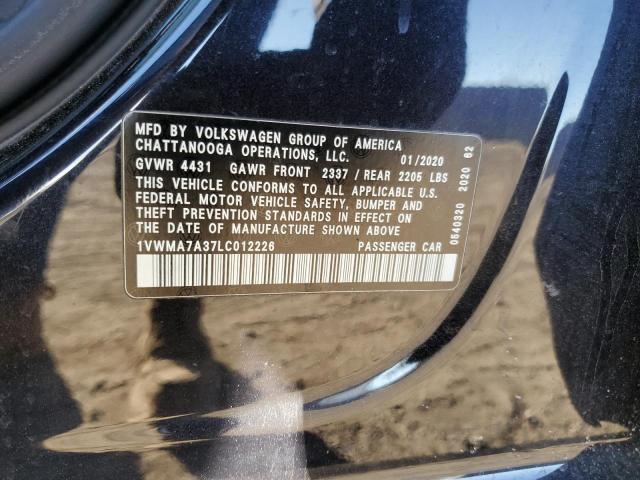 MFD BY VOLKSWAGEN GROUP OF AMERICA
CHATTANOOGA OPERATIONS, LLC. 01/2020
GVWR 4431 GAWR FRONT 2337 / REAR 2205 LBS
THIS VEHICLE CONFORMS TO ALL APPLICABLE U.S.
FEDERAL MOTOR VEHICLE SAFETY, BUMPER AND
THEFT PREVENTION STANDARDS IN EFFECT ON
THE DATE OF MANUFACTURE SHOWN ABOVE
1VWMA7A37LC012226 PASSENGER CAR
0540320 2020 62